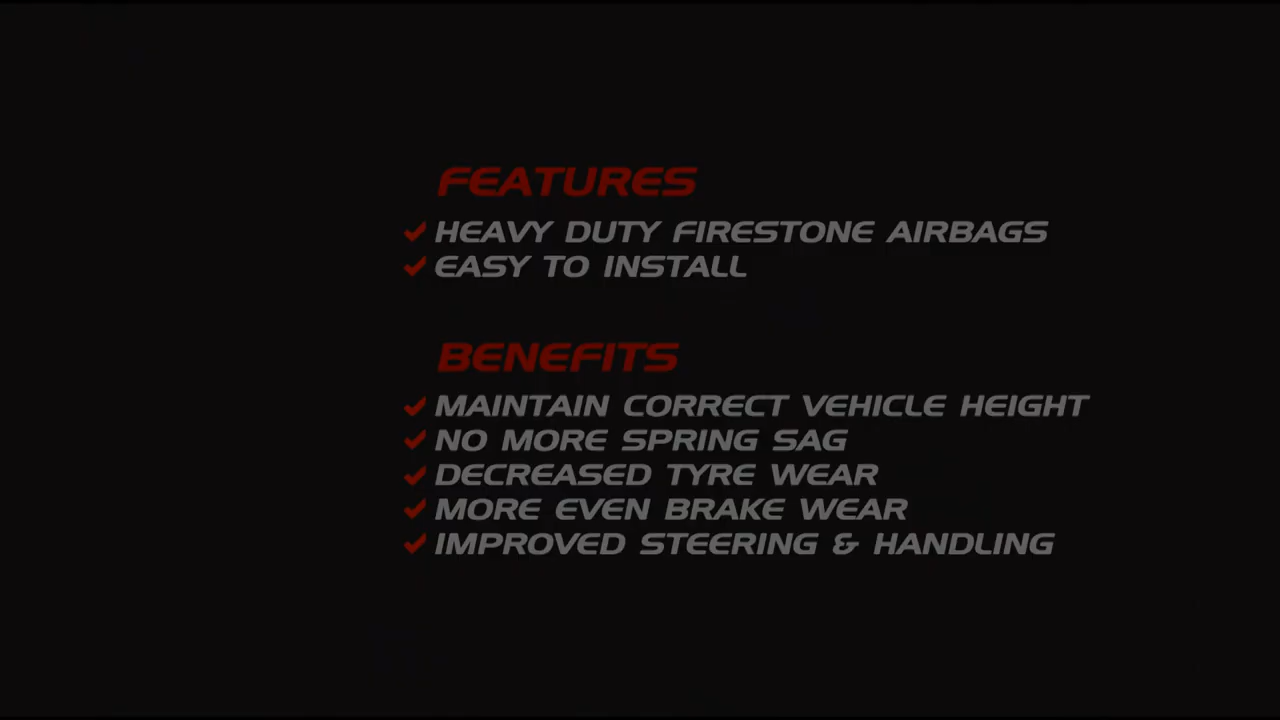 FEATURES
HEAVY DUTY FIRESTONE AIRBAGS
EASY TO INSTALL
BENEFITS
MAINTAIN CORRECT VEHICLE HEIGHT
NO MORE SPRING SAG
DECREASED TYRE WEAR
MORE EVEN BRAKE WEAR
IMPROVED STEERING & HANDLING